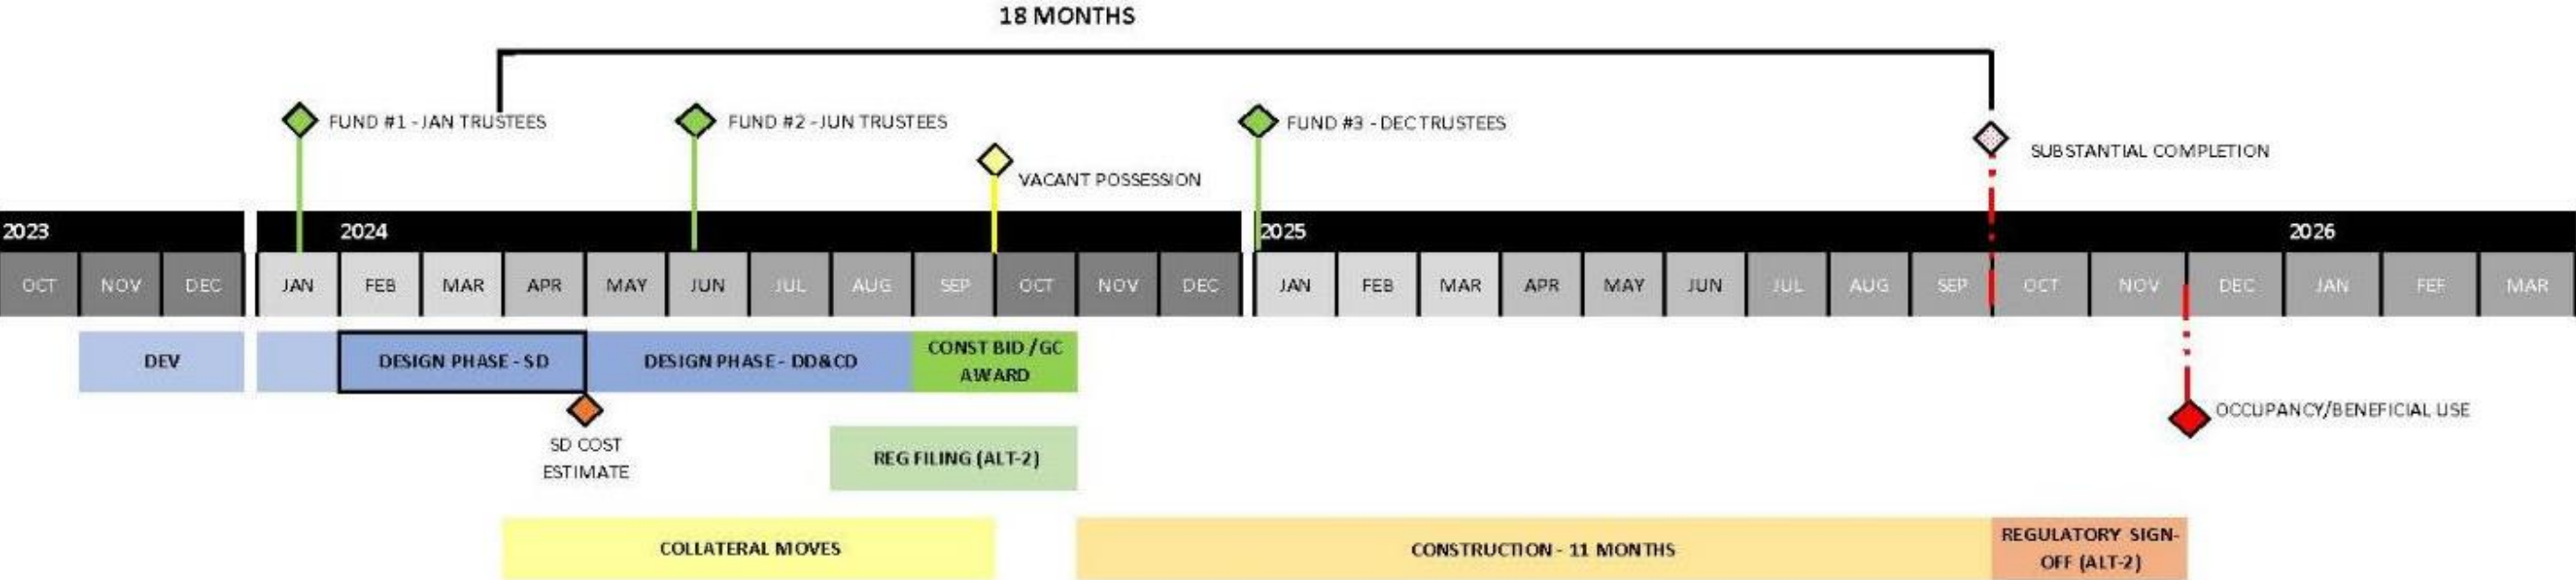 18 MONTHS
FUND #1 - JAN TRUSTEES
FUND #2 - JUN TRUSTEES
FUND #3 - DEC TRUSTEES
SUBSTANTIAL COMPLETION
VACANT POSSESSION
2023 2024 2025 2026
OCT NOV DEC JAN FEB MAR APR MAY JUN JUL AUG SEP OCT NOV DEC JAN FEB MAR APR MAY JUN JUL AUG SEP OCT NOV DEC JAN FEF MAR
DEV
DESIGN PHASE - SD
DESIGN PHASE - DD&CD
CONST BID / GC
AWARD
OCCUPANCY/BENEFICIAL USE
SD COST
ESTIMATE
REG FILING (ALT-2)
COLLATERAL MOVES
CONSTRUCTION - 11 MONTHS
REGULATORY SIGN-
OFF (ALT-2)